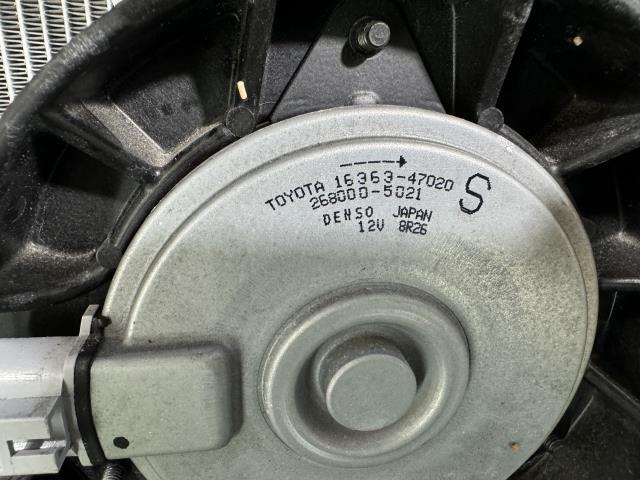 TOYOTA 16363-47020
268000-5021 S
DENSO JAPAN
12V 8R26